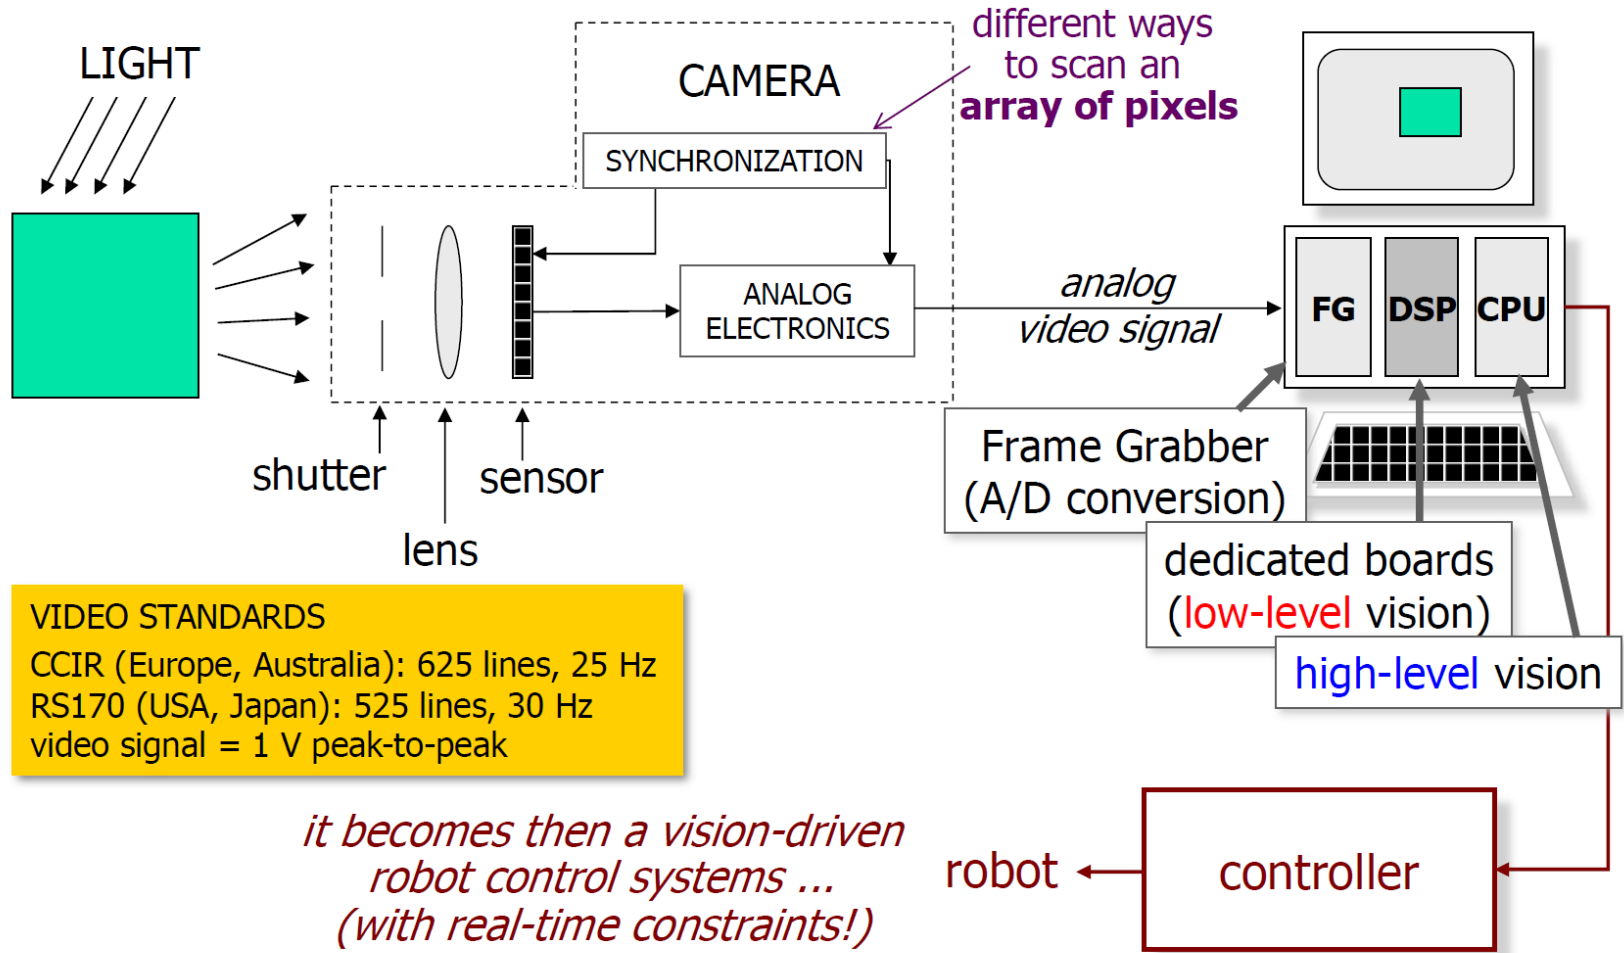 LIGHT
CAMERA
different ways
to scan an
array of pixels
SYNCHRONIZATION
ANALOG
ELECTRONICS
analog
video signal
FG
DSP
CPU
shutter
sensor
lens
Frame Grabber
(A/D conversion)
dedicated boards
(low-level vision)
high-level vision
VIDEO STANDARDS
CCIR (Europe, Australia): 625 lines, 25 Hz
RS170 (USA, Japan): 525 lines, 30 Hz
video signal = 1 V peak-to-peak
it becomes then a vision-driven
robot control systems ...
(with real-time constraints!)
robot
controller